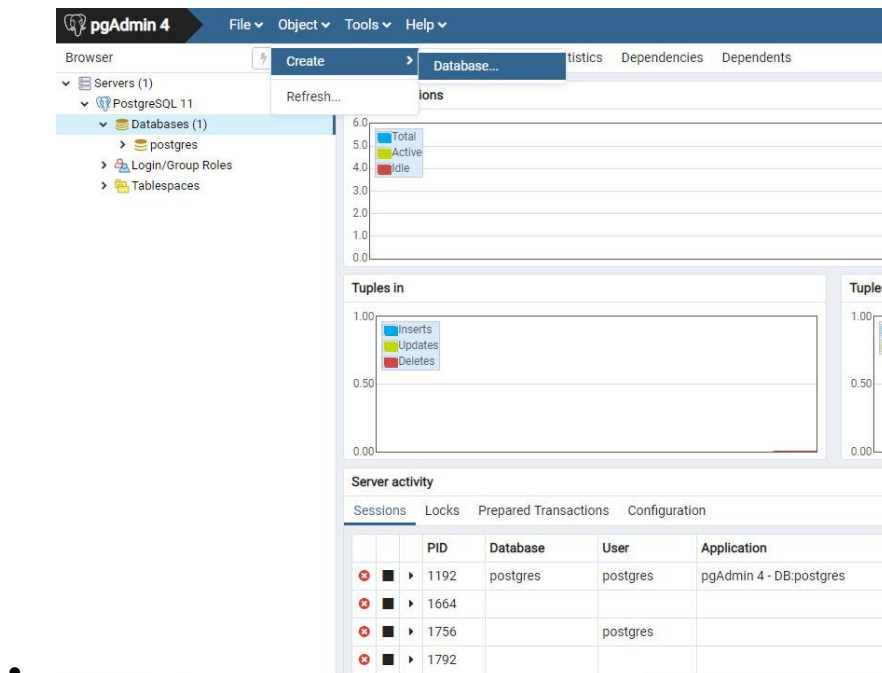 pgAdmin 4 File Object Tools Help
Browser tistics Dependencies Dependents
Create
Database...
Refresh...
Servers (1)
PostgreSQL 11
Databases (1)
postgres
Login/Group Roles
Tablespaces
ions
6.0
5.0
4.0
3.0
2.0
1.0
0.0
Total
Active
Idle
Tuples in
1.00
0.50
0.00
Inserts
Updates
Deletes
Tuple
1.00
0.50
0.00
Server activity
Sessions Locks Prepared Transactions Configuration
PID Database User Application
1192 postgres postgres pgAdmin 4 - DB:postgres
1664
1756 postgres
1792